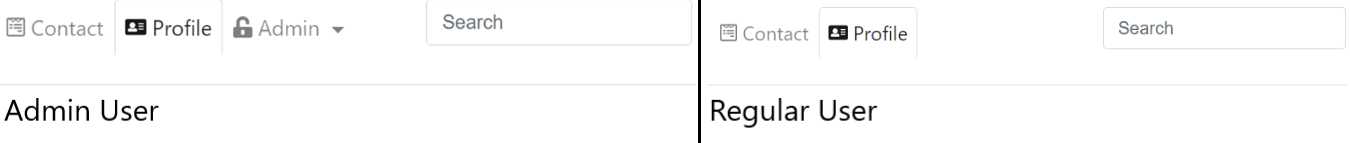 Contact Profile Admin Search
Admin User
Contact Profile Search
Regular User